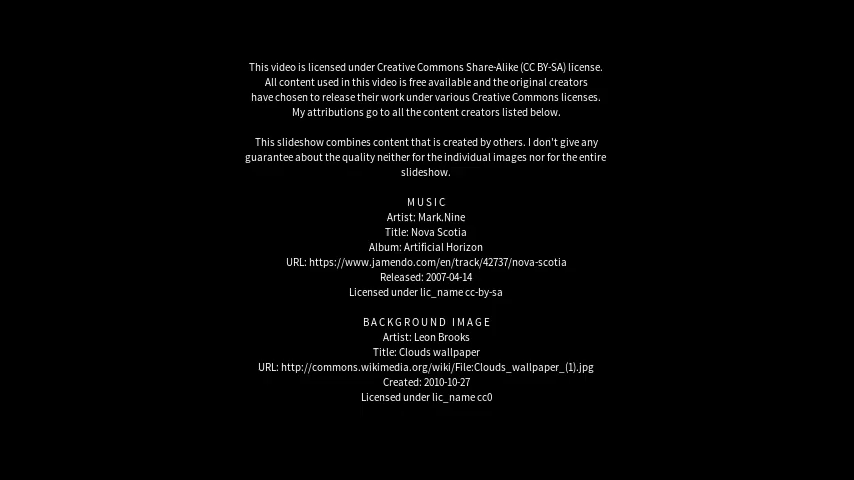 This video is licensed under Creative Commons Share-Alike (CC BY-SA) license.
All content used in this video is free available and the original creators
have chosen to release their work under various Creative Commons licenses.
My attributions go to all the content creators listed below.
This slideshow combines content that is created by others. I don't give any
guarantee about the quality neither for the individual images nor for the entire
slideshow.
MUSIC
Artist: Mark.Nine
Title: Nova Scotia
Album: Artificial Horizon
URL: https://www.jamendo.com/en/track/42737/nova-scotia
Released: 2007-04-14
Licensed under lic_name cc-by-sa
BACKGROUND IMAGE
Artist: Leon Brooks
Title: Clouds wallpaper
URL: http://commons.wikimedia.org/wiki/File:Clouds_wallpaper_(1).jpg
Created: 2010-10-27
Licensed under lic_name cc0